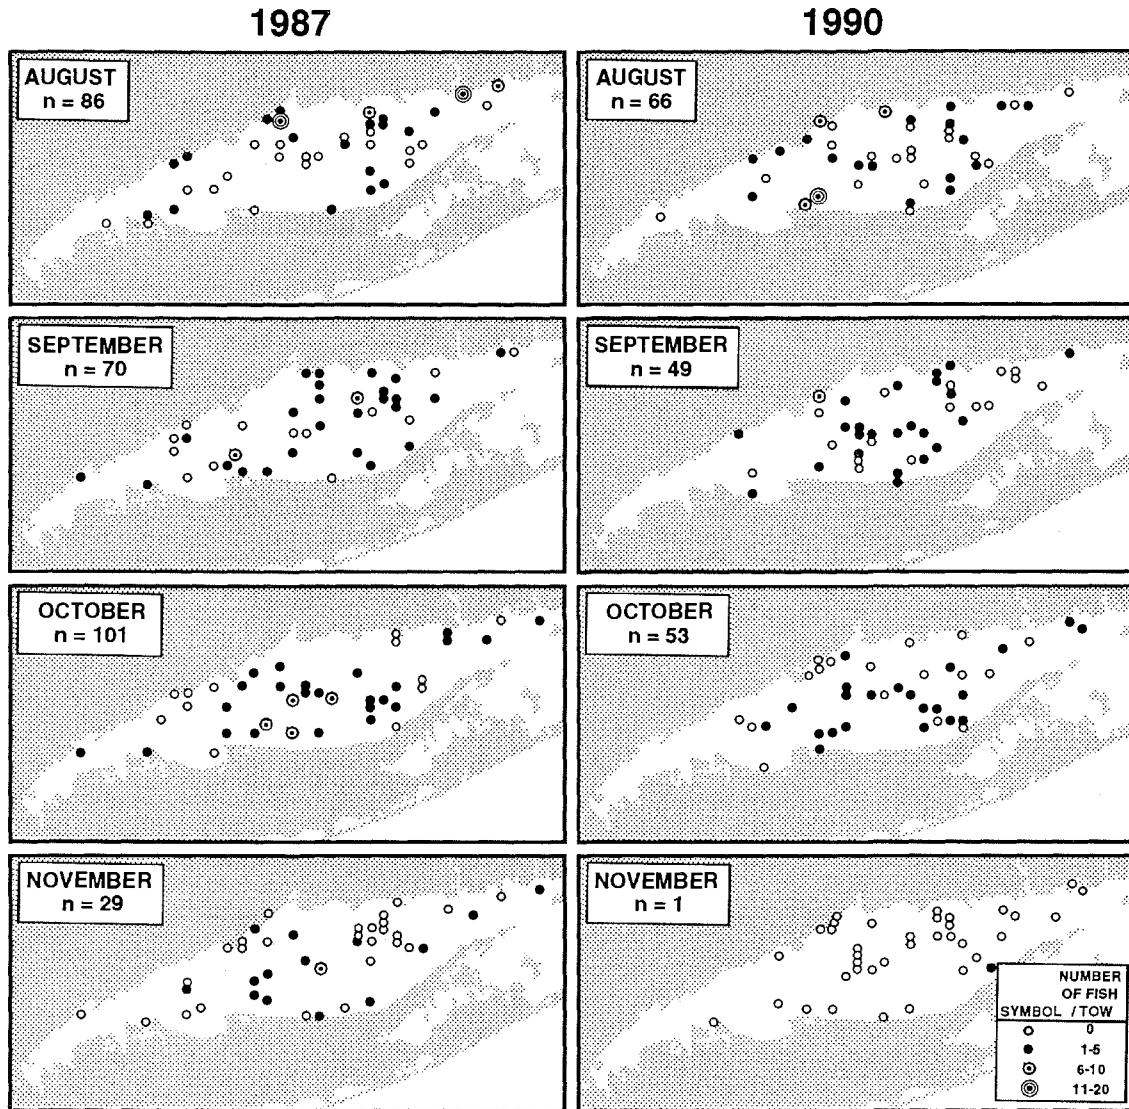 1987
1990
AUGUST
n = 86
AUGUST
n = 66
SEPTEMBER
n = 70
SEPTEMBER
n = 49
OCTOBER
n = 101
OCTOBER
n = 53
NOVEMBER
n = 29
NOVEMBER
n = 1
NUMBER
OF FISH
SYMBOL / TOW
0
1-5
6-10
11-20